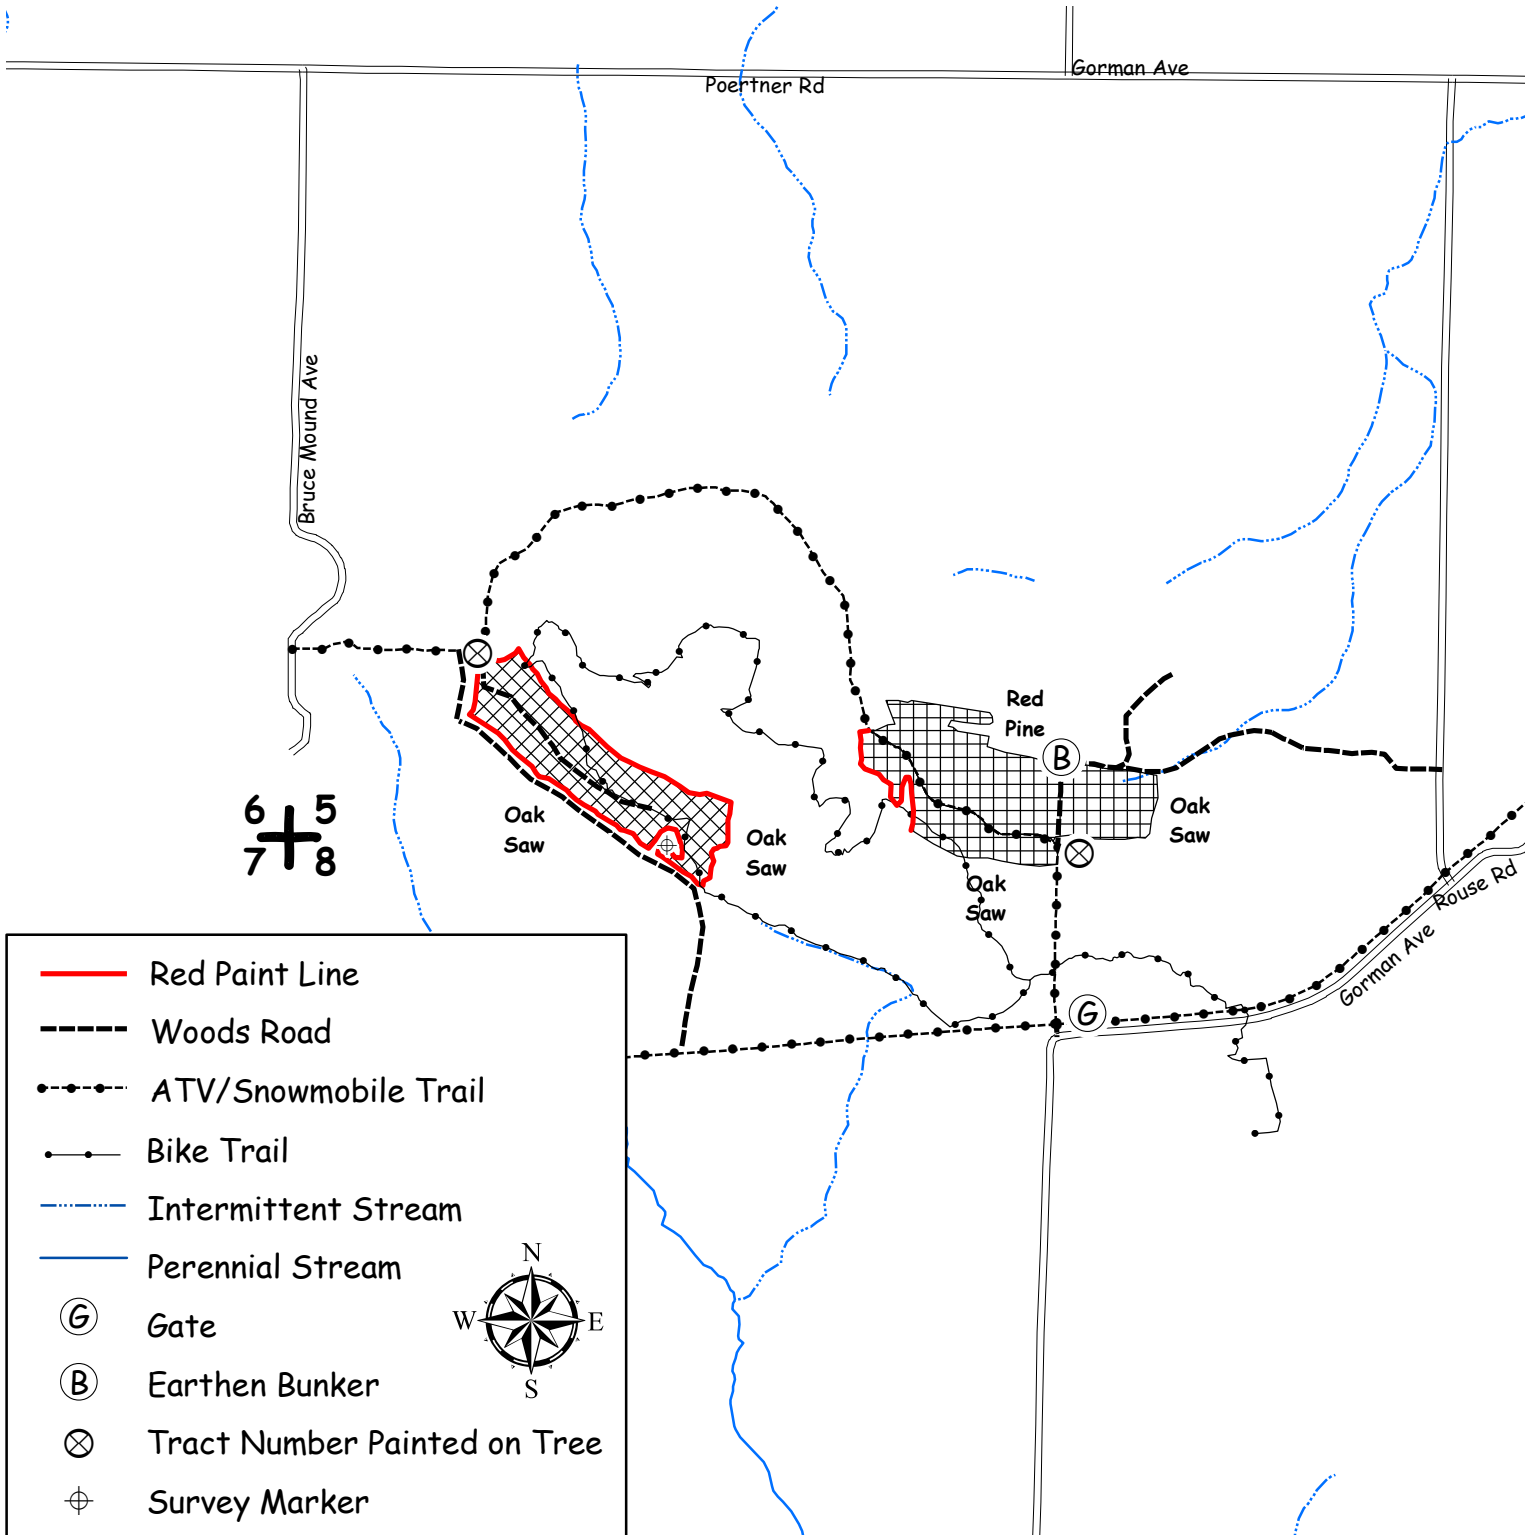 Gorman Ave
Poertner Rd
Bruce Mound Ave
Red
Pine
B
Oak
Saw
Oak
Saw
Oak
Saw
Oak
Saw
6 5
7 8
Rouse Rd
Gorman Ave
G
Red Paint Line
Woods Road
ATV/Snowmobile Trail
Bike Trail
Intermittent Stream
Perennial Stream
G Gate
B Earthen Bunker
Tract Number Painted on Tree
Survey Marker
N
W E
S